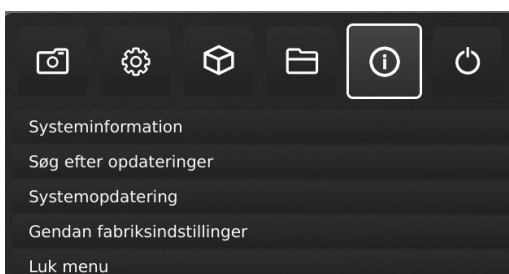 Systeminformation
Søg efter opdateringer
Systemopdatering
Gendan fabriksindstillinger
Luk menu